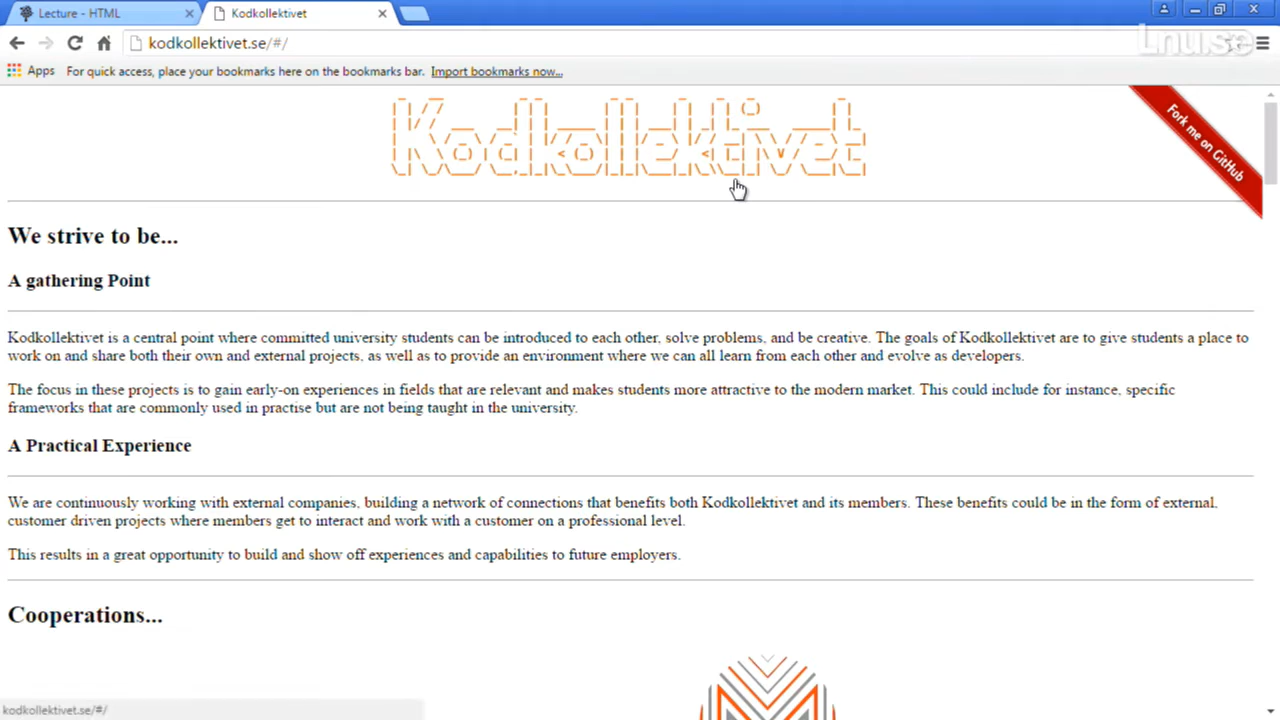 Lecture - HTML
Kodkollektivet
kodkollektivet.se/#/
Lnu.se
Apps For quick access, place your bookmarks here on the bookmarks bar. Import bookmarks now...
Kodkollektivet
Fork me on GitHub
We strive to be...
A gathering Point
Kodkollektivet is a central point where committed university students can be introduced to each other, solve problems, and be creative. The goals of Kodkollektivet are to give students a place to
work on and share both their own and external projects, as well as to provide an environment where we can all learn from each other and evolve as developers.
The focus in these projects is to gain early-on experiences in fields that are relevant and makes students more attractive to the modern market. This could include for instance, specific
frameworks that are commonly used in practise but are not being taught in the university.
A Practical Experience
We are continuously working with external companies, building a network of connections that benefits both Kodkollektivet and its members. These benefits could be in the form of external,
customer driven projects where members get to interact and work with a customer on a professional level.
This results in a great opportunity to build and show off experiences and capabilities to future employers.
Cooperations...
kodkollektivet.se/#/